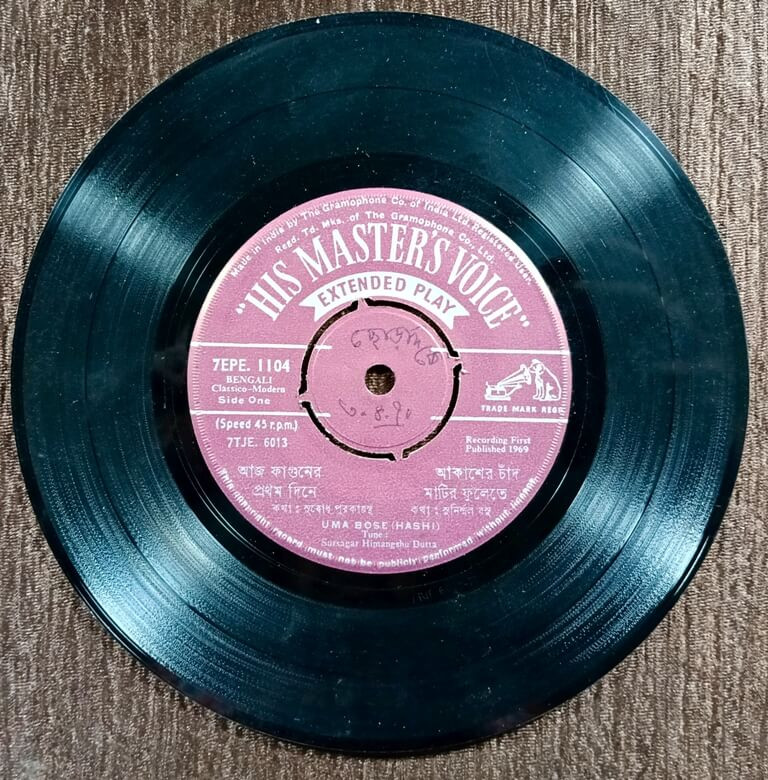 Made in India by The Gramophone Co. of India Ltd. Registered User
Regd. Td. Mks. of The Gramophone Co. Ltd.
"HIS MASTER'S VOICE"
EXTENDED PLAY
7EPE. 1104
BENGALI
Classico-Modern
Side One
TRADE MARK REGD
(Speed 45 r.p.m.)
7TJE. 6013
Recording First
Published 1969
আজ ফাগুনের
প্রথম দিনে
কথা : সুবোধ পুরকায়স্থ
আকাশের চাঁদ
মাটির ফুলেতে
কথা : সুনির্মল বসু
UMA BOSE (HASHI)
Tune :
Sursagar Himangshu Dutta
copyright record must not be publicly performed without licence